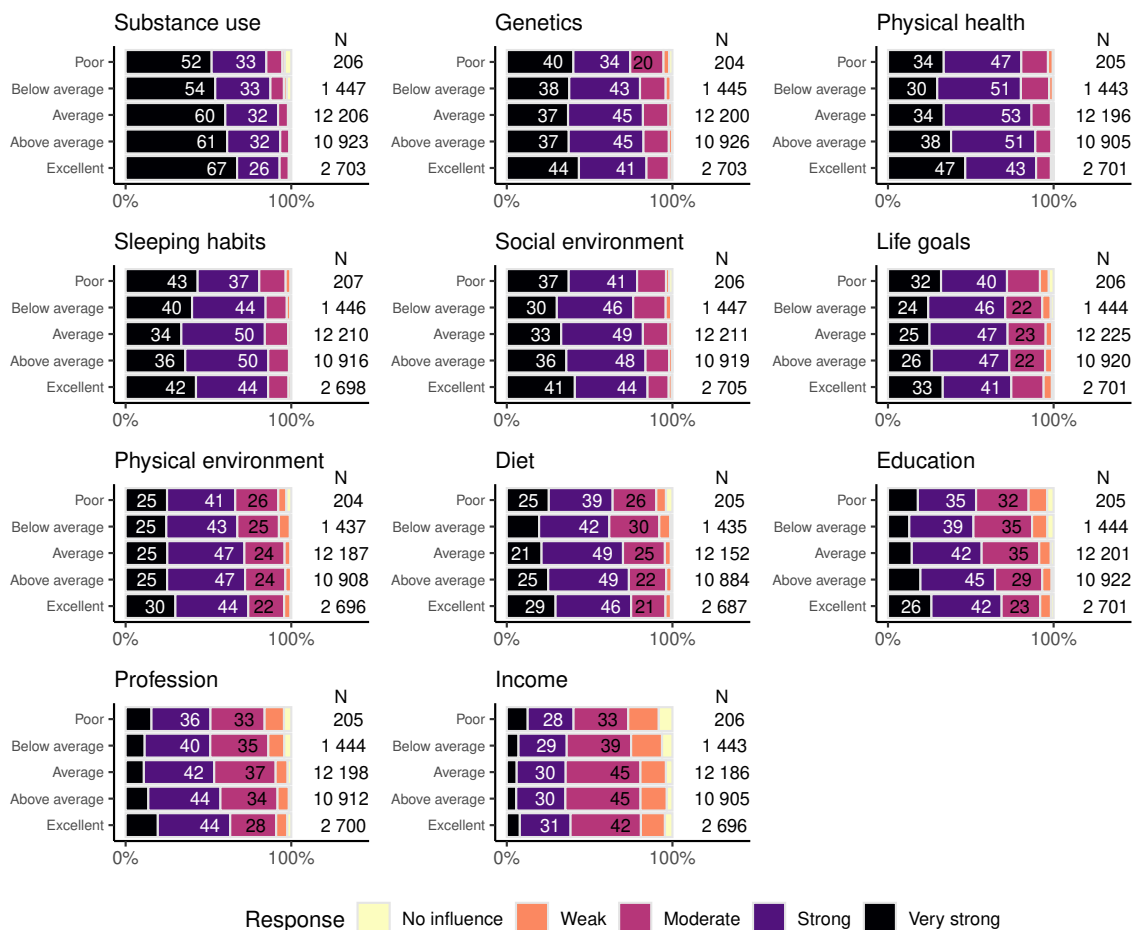 Substance use Genetics Physical health
N N N
Poor 52 33 206 Poor 40 34 20 204 Poor 34 47 205
Below average 54 33 1 447 Below average 38 43 1 445 Below average 30 51 1 443
Average 60 32 12 206 Average 37 45 12 200 Average 34 53 12 196
Above average 61 32 10 923 Above average 37 45 10 926 Above average 38 51 10 905
Excellent 67 26 2 703 Excellent 44 41 2 703 Excellent 47 43 2 701
0% 100% 0% 100% 0% 100%
Sleeping habits Social environment Life goals
N N N
Poor 43 37 207 Poor 37 41 206 Poor 32 40 206
Below average 40 44 1 446 Below average 30 46 1 447 Below average 24 46 22 1 444
Average 34 50 12 210 Average 33 49 12 211 Average 25 47 23 12 225
Above average 36 50 10 916 Above average 36 48 10 919 Above average 26 47 22 10 920
Excellent 42 44 2 698 Excellent 41 44 2 705 Excellent 33 41 2 701
0% 100% 0% 100% 0% 100%
Physical environment Diet Education
N N N
Poor 25 41 26 204 Poor 25 39 26 205 Poor 35 32 205
Below average 25 43 25 1 437 Below average 42 30 1 435 Below average 39 35 1 444
Average 25 47 24 12 187 Average 21 49 25 12 152 Average 42 35 12 201
Above average 25 47 24 10 908 Above average 25 49 22 10 884 Above average 45 29 10 922
Excellent 30 44 22 2 696 Excellent 29 46 21 2 687 Excellent 26 42 23 2 701
0% 100% 0% 100% 0% 100%
Profession Income
N N
Poor 36 33 205 Poor 28 33 206
Below average 40 35 1 444 Below average 29 39 1 443
Average 42 37 12 198 Average 30 45 12 186
Above average 44 34 10 912 Above average 30 45 10 905
Excellent 44 28 2 700 Excellent 31 42 2 696
0% 100% 0% 100%
Response No influence Weak Moderate Strong Very strong